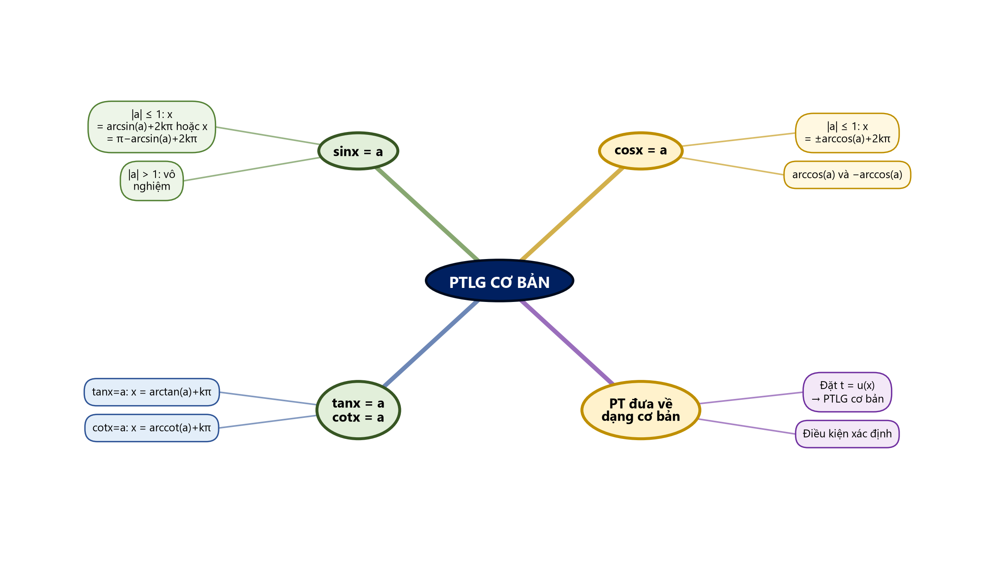 |a| ≤ 1: x
= arcsin(a)+2kπ hoặc x
= π−arcsin(a)+2kπ
|a| > 1: vô
nghiệm
sinx = a
cosx = a
|a| ≤ 1: x
= ±arccos(a)+2kπ
arccos(a) và −arccos(a)
PTLG CƠ BẢN
tanx=a: x = arctan(a)+kπ
cotx=a: x = arccot(a)+kπ
tanx = a
cotx = a
PT đưa về
dạng cơ bản
Đặt t = u(x)
→ PTLG cơ bản
Điều kiện xác định